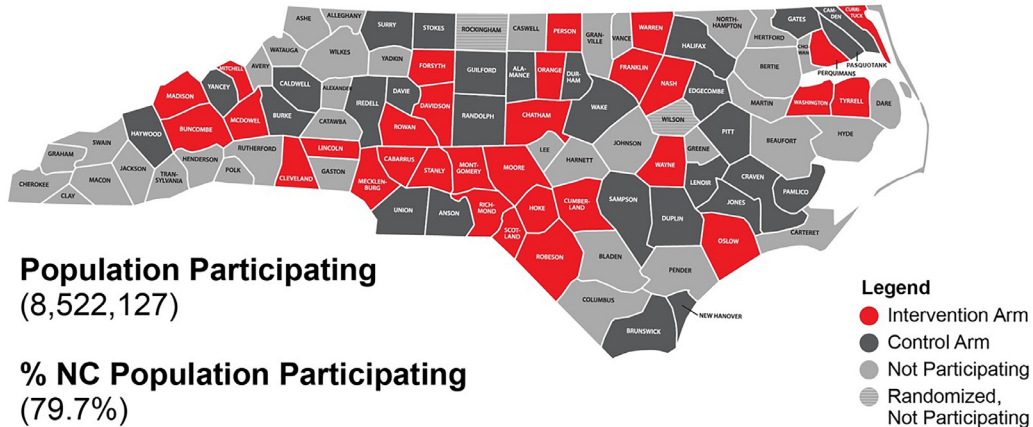 ASHE
ALLEGHANY
SURRY
STOKES
ROCKINGHAM
CASWELL
PERSON
GRAN-
VILLE
VANCE
WARREN
NORTH-
HAMPTON
GATES
CAM-
DEN
CURRI-
TUCK
WATAUGA
WILKES
YADKIN
FORSYTH
GUILFORD
ALA-
MANCE
ORANGE
DUR-
HAM
FRANKLIN
HALIFAX
HERTFORD
CHO-
WAN
PASQUOTANK
PERQUIMANS
MITCHELL
AVERY
CALDWELL
ALEXANDER
IREDELL
DAVIE
DAVIDSON
RANDOLPH
CHATHAM
WAKE
NASH
EDGECOMBE
BERTIE
MARTIN
WASHINGTON
TYRRELL
DARE
MADISON
YANCEY
BUNCOMBE
MCDOWEL
BURKE
CATAWBA
ROWAN
LEE
JOHNSON
WILSON
GREENE
PITT
BEAUFORT
HYDE
HAYWOOD
SWAIN
GRAHAM
CHEROKEE
CLAY
MACON
JACKSON
TRAN-
SYLVANIA
HENDERSON
POLK
RUTHERFORD
CLEVELAND
LINCOLN
GASTON
MECKLEN-
BURG
CABARRUS
STANLY
MONT-
GOMERY
MOORE
HARNETT
WAYNE
LENOIR
CRAVEN
JONES
PAMLICO
UNION
ANSON
RICH-
MOND
SCOT-
LAND
HOKE
CUMBER-
LAND
SAMPSON
DUPLIN
OSLOW
CARTERET
ROBESON
BLADEN
PENDER
COLUMBUS
BRUNSWICK
NEW HANOVER
Population Participating
(8,522,127)
% NC Population Participating
(79.7%)
Legend
Intervention Arm
Control Arm
Not Participating
Randomized,
Not Participating